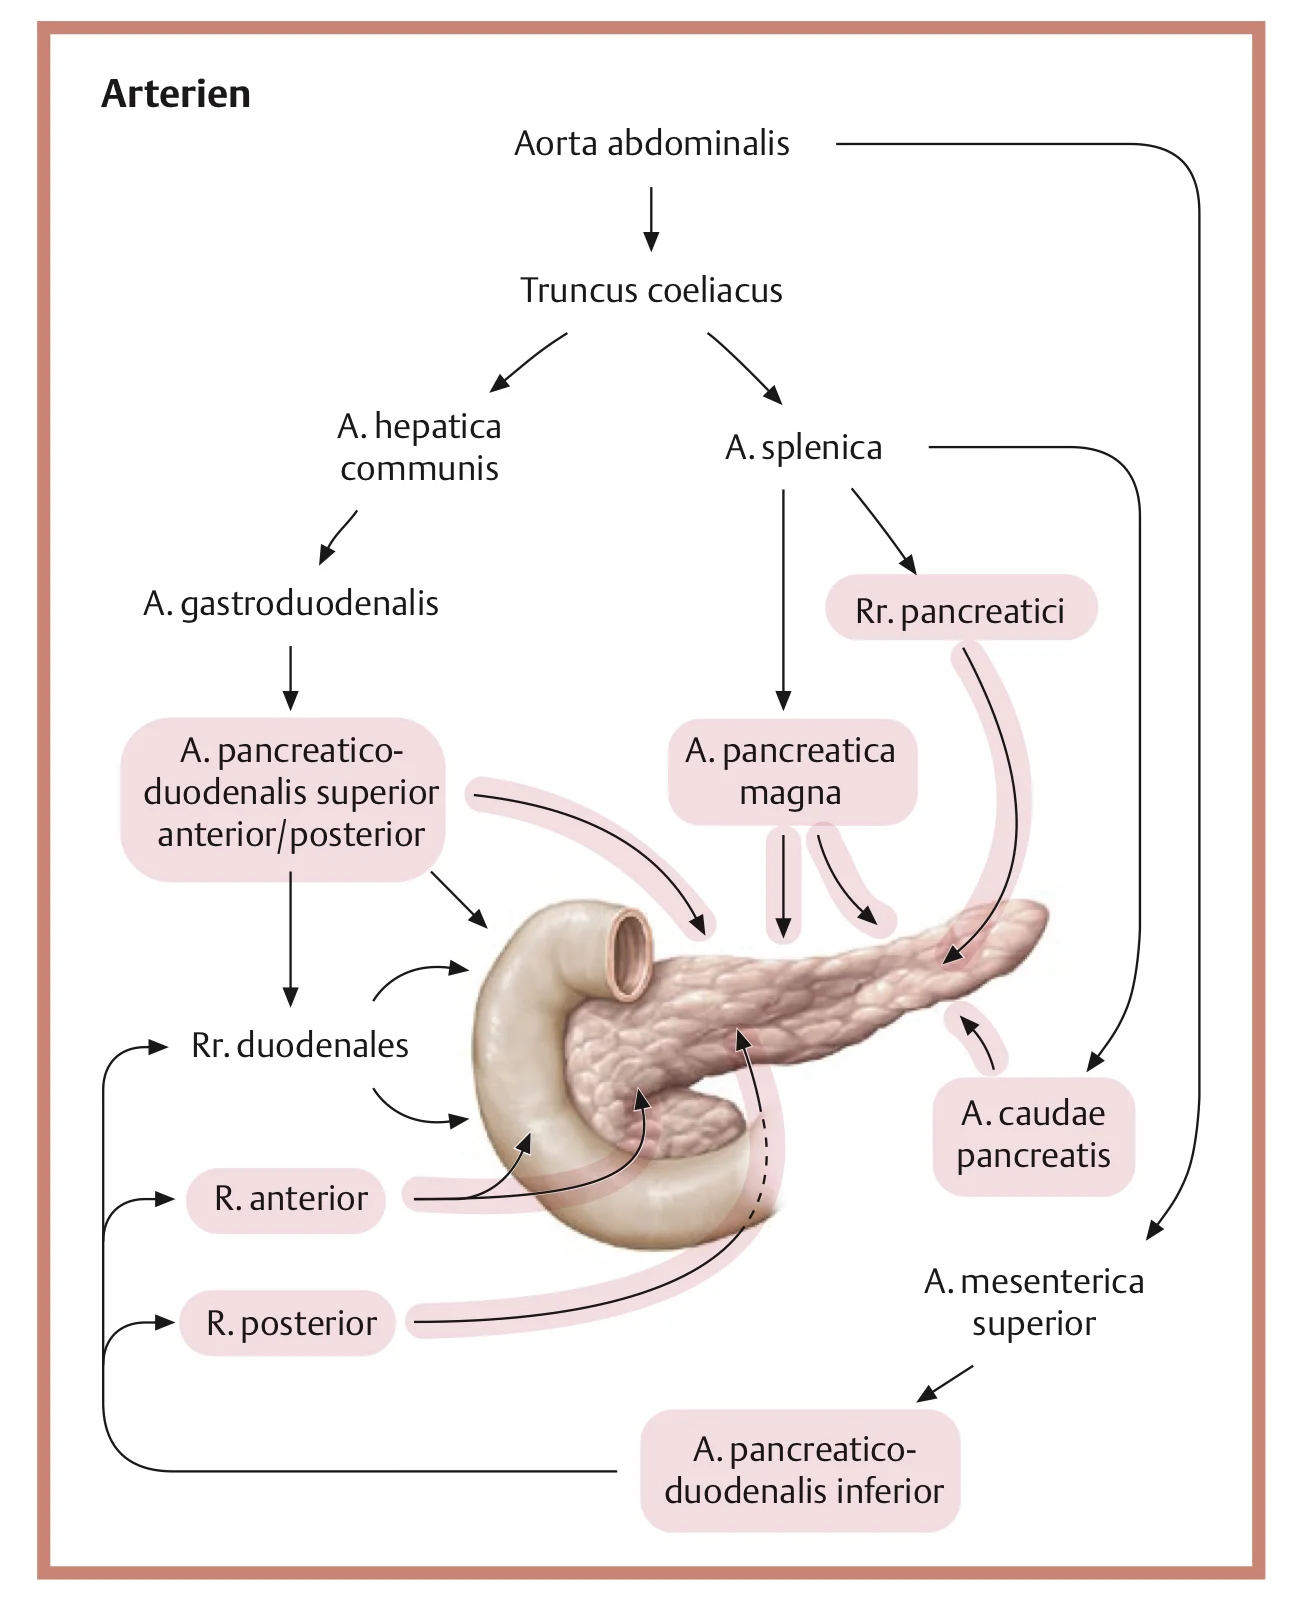 Arterien
Aorta abdominalis
Truncus coeliacus
A. hepatica
communis
A. splenica
A. gastroduodenalis
Rr. pancreatici
A. pancreatico-
duodenalis superior
anterior/posterior
A. pancreatica
magna
Rr. duodenales
A. caudae
pancreatis
R. anterior
R. posterior
A. mesenterica
superior
A. pancreatico-
duodenalis inferior